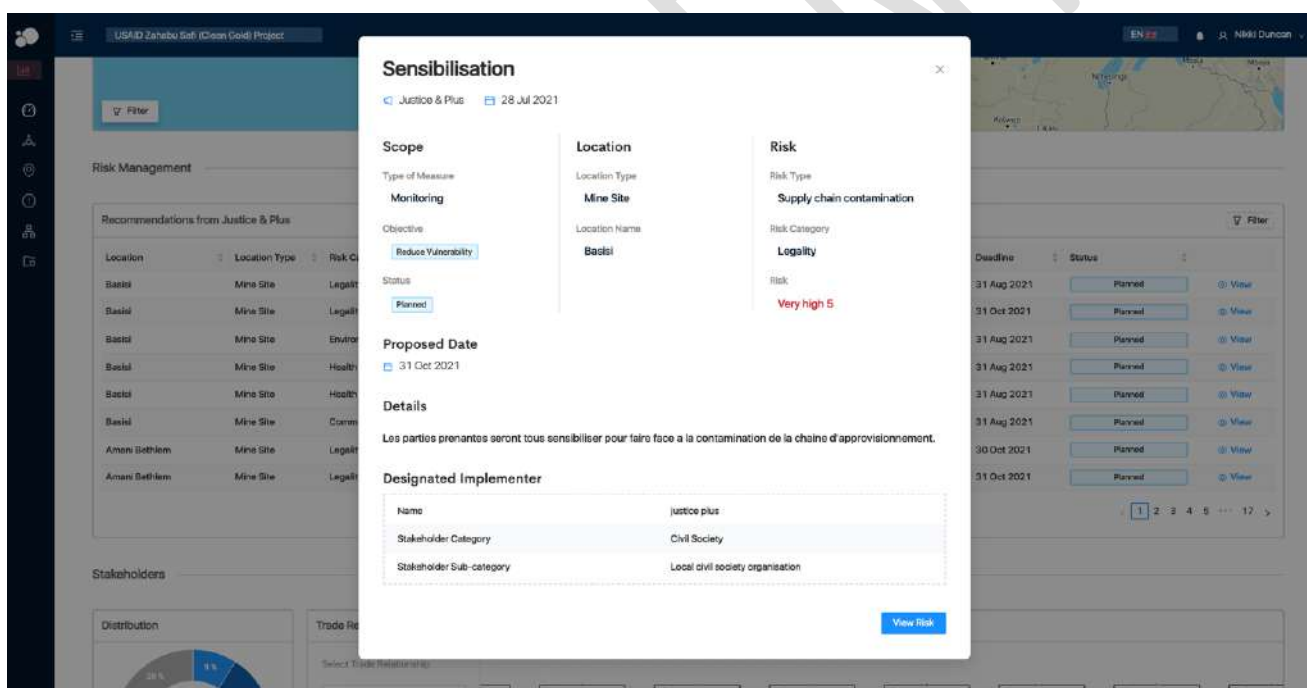 USAID Zahabu Safi (Clean Gold) Project
EN
Nikki Duncan
Filter
Risk Management
Recommendations from Justice & Plus
Filter
Location Location Type Risk Ca Deadline Status
Basisi Mine Site Legalit 31 Aug 2021 Planned View
Basisi Mine Site Legalit 31 Oct 2021 Planned View
Basisi Mine Site Environ 31 Aug 2021 Planned View
Basisi Mine Site Health 31 Aug 2021 Planned View
Basisi Mine Site Health 31 Aug 2021 Planned View
Basisi Mine Site Comm 31 Aug 2021 Planned View
Amani Bethlem Mine Site Legalit 30 Oct 2021 Planned View
Amani Bethlem Mine Site Legalit 31 Oct 2021 Planned View
1 2 3 4 5 ··· 17
Stakeholders
Distribution
Trade Re
Select Trade Relationship
28 %
9 %
Sensibilisation
Justice & Plus 28 Jul 2021
Scope Location Risk
Type of Measure Location Type Risk Type
Monitoring Mine Site Supply chain contamination
Objective Location Name Risk Category
Reduce Vulnerability Basisi Legality
Status Risk
Planned Very high 5
Proposed Date
31 Oct 2021
Details
Les parties prenantes seront tous sensibiliser pour faire face a la contamination de la chaine d'approvisionnement.
Designated Implementer
Name justice plus
Stakeholder Category Civil Society
Stakeholder Sub-category Local civil society organisation
View Risk